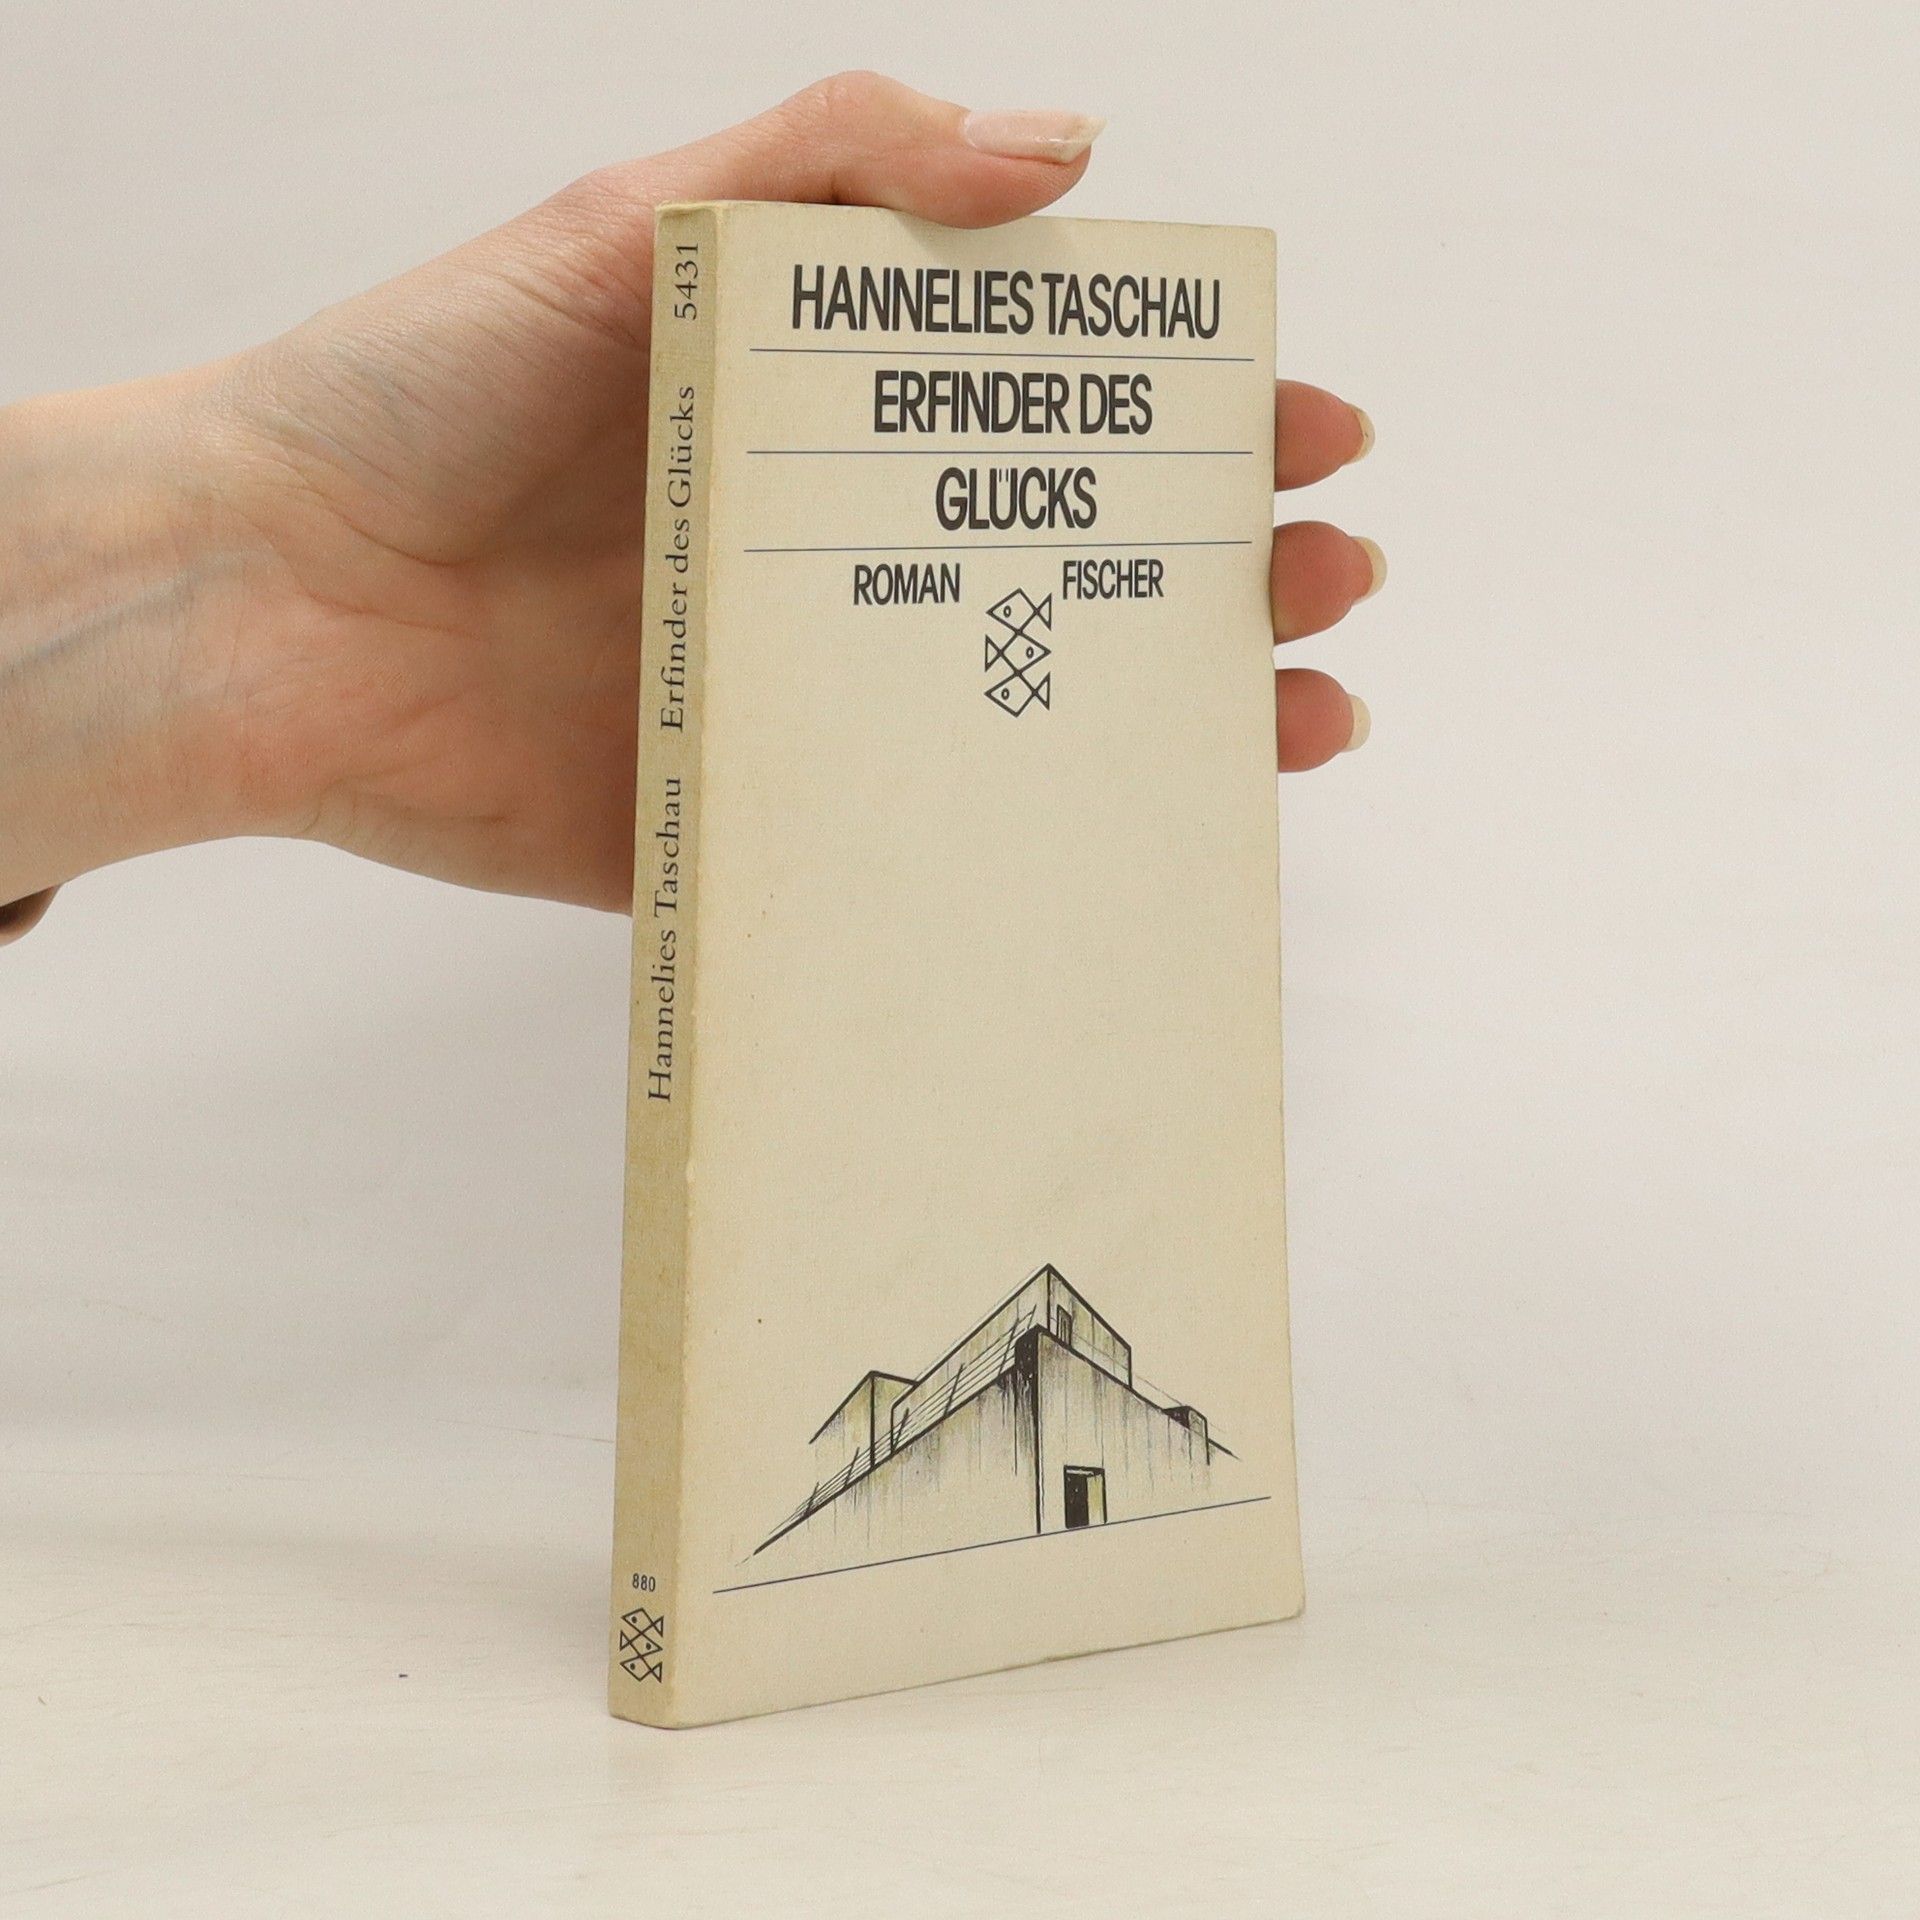 HANNELIES TASCHAU
ERFINDER DES
GLÜCKS
ROMAN FISCHER
Hannelies Taschau Erfinder des Glücks 5431
880